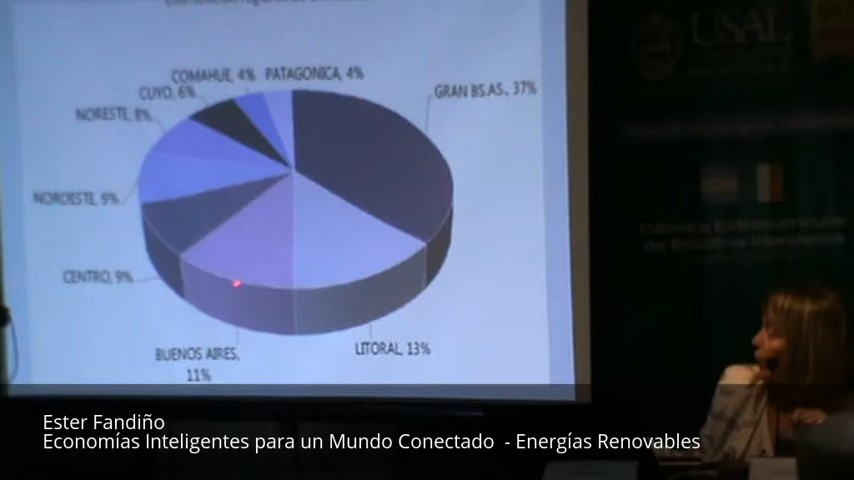 COMAHUE, 4% PATAGONICA, 4%
CUYO, 6%
GRAN BS.AS., 37%
NORESTE, 8%
NOROESTE, 9%
CENTRO, 9%
BUENOS AIRES,
11%
LITORAL, 13%
USAL
Ester Fandiño
Economías Inteligentes para un Mundo Conectado - Energías Renovables